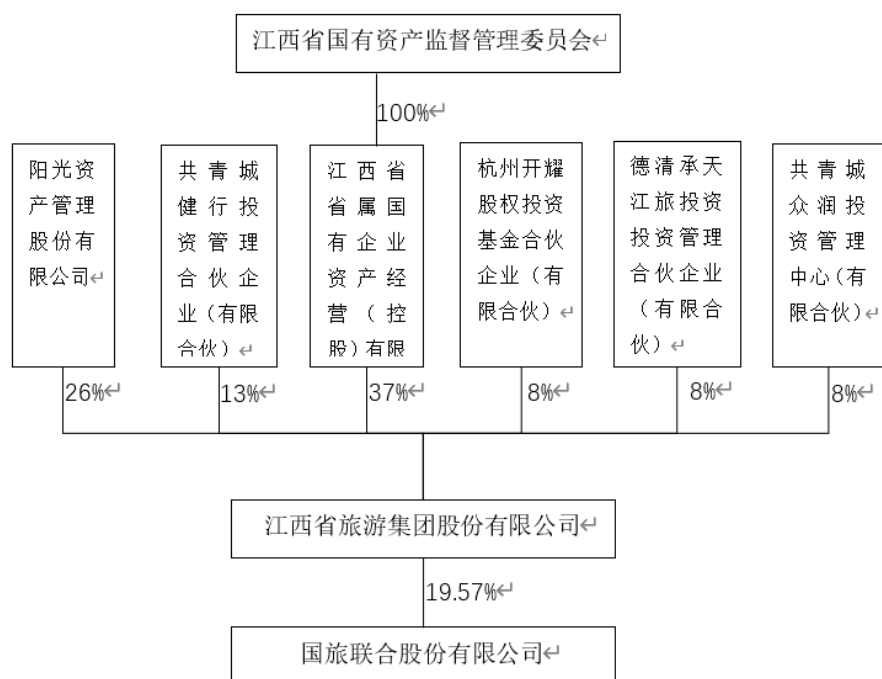 江西省国有资产监督管理委员会↵
100%↵
阳光资
产管理
股份有
限公司↵
共青城
健行投
资管理
合伙企
业（有限
合伙）↵
江西省
省属国
有企业
资产经
营（控
股）有限
杭州开耀
股权投资
基金合伙
企业（有
限合伙）↵
德清承天
江旅投资
投资管理
合伙企业
（有限合
伙）↵
共青城
众润投
资管理
中心（有
限合伙）↵
26%↵
13%↵
37%↵
8%↵
8%↵
8%↵
江西省旅游集团股份有限公司↵
19.57%↵
国旅联合股份有限公司↵